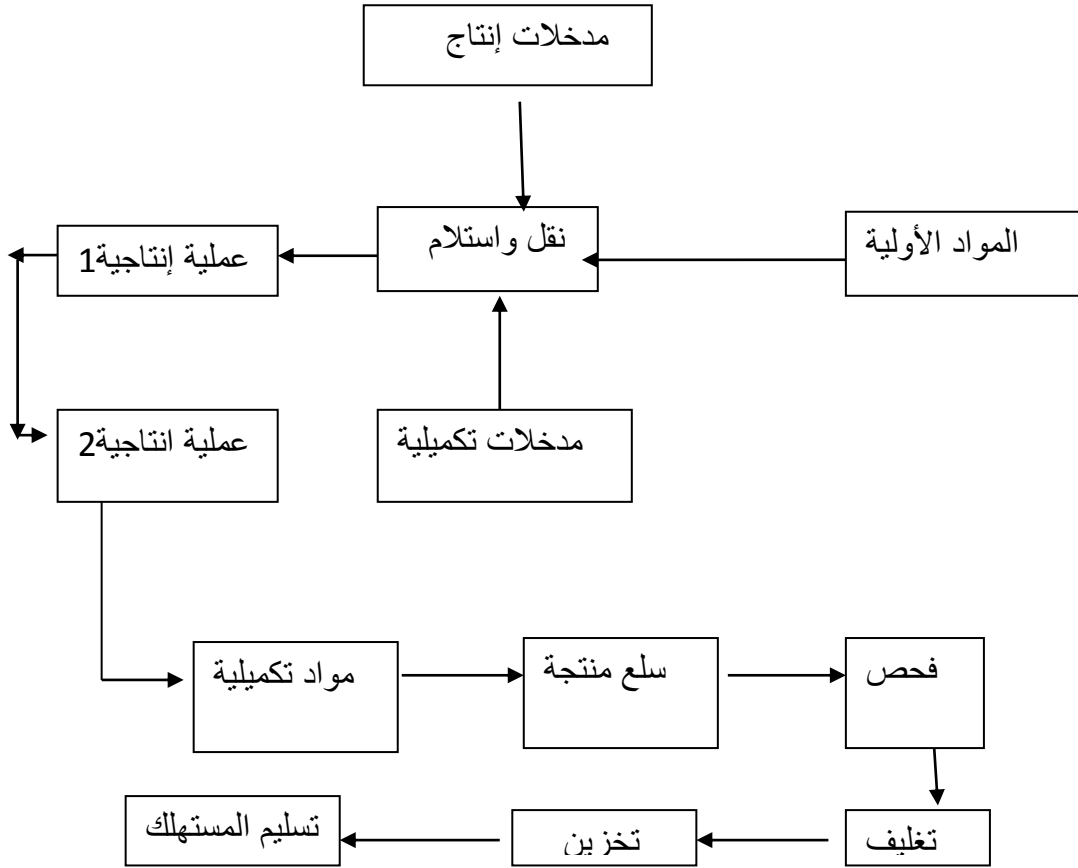 مدخلات إنتاج
المواد الأولية
نقل واستلام
عملية إنتاجية1
مدخلات تكميلية
عملية انتاجية2
مواد تكميلية
سلع منتجة
فحص
تغليف
تخزين
تسليم المستهلك